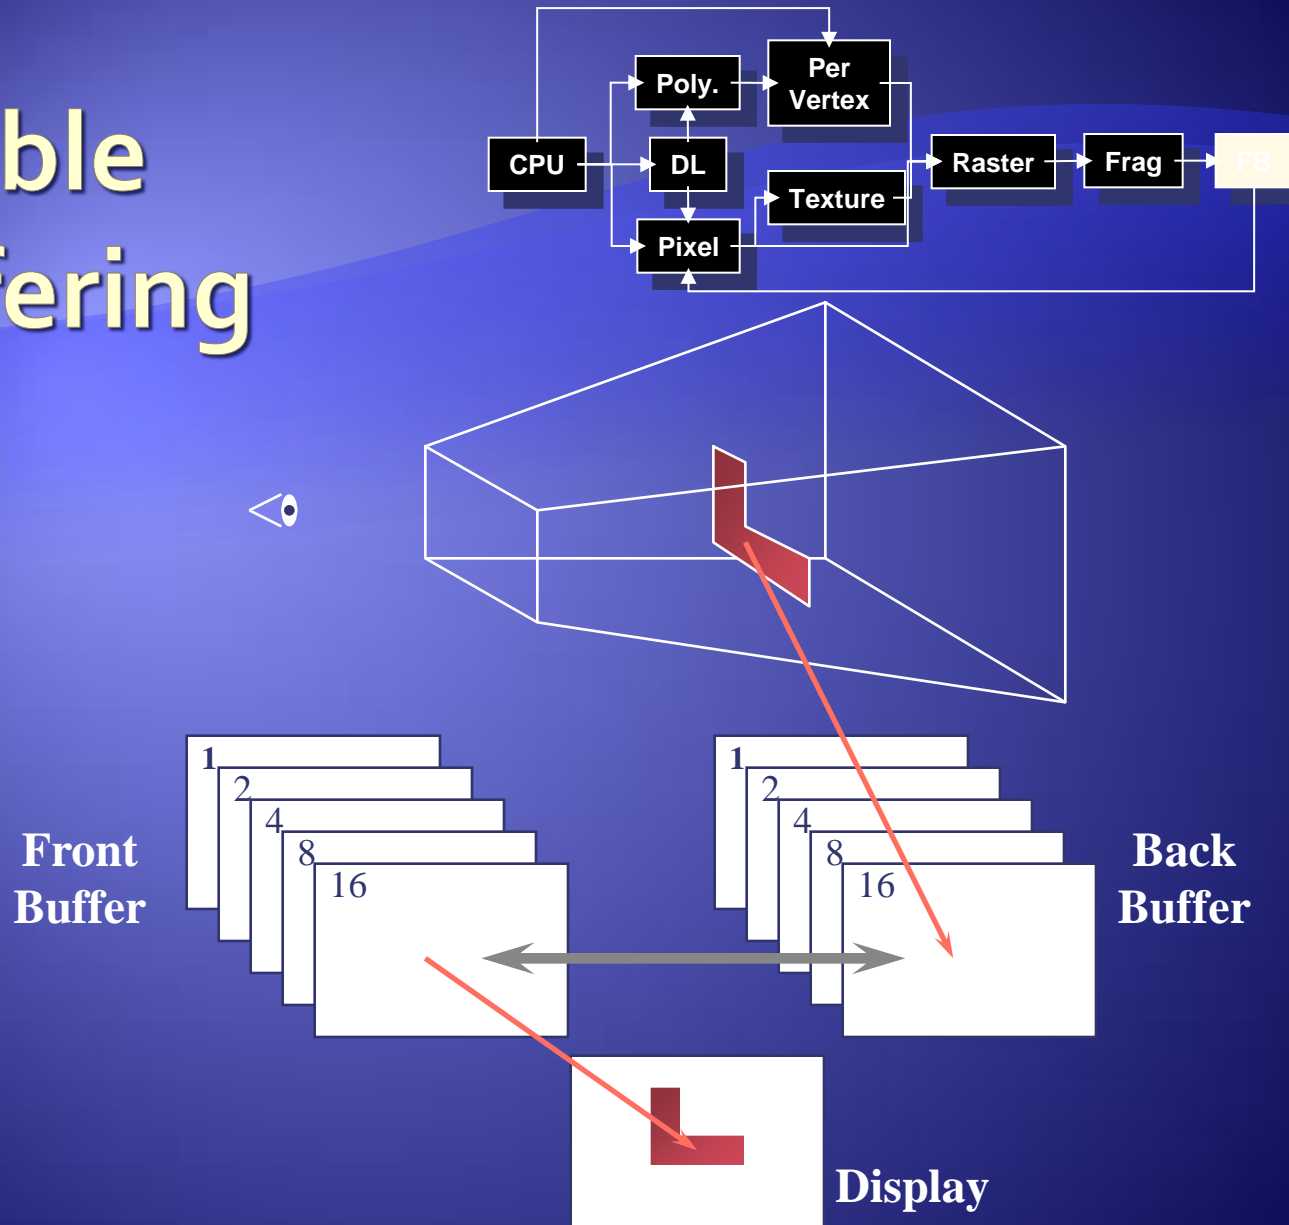 ble
fering
Per
Vertex
Poly.
CPU
DL
Texture
Raster
Frag
FB
Pixel
1
2
4
8
16
Front
Buffer
1
2
4
8
16
Back
Buffer
Display